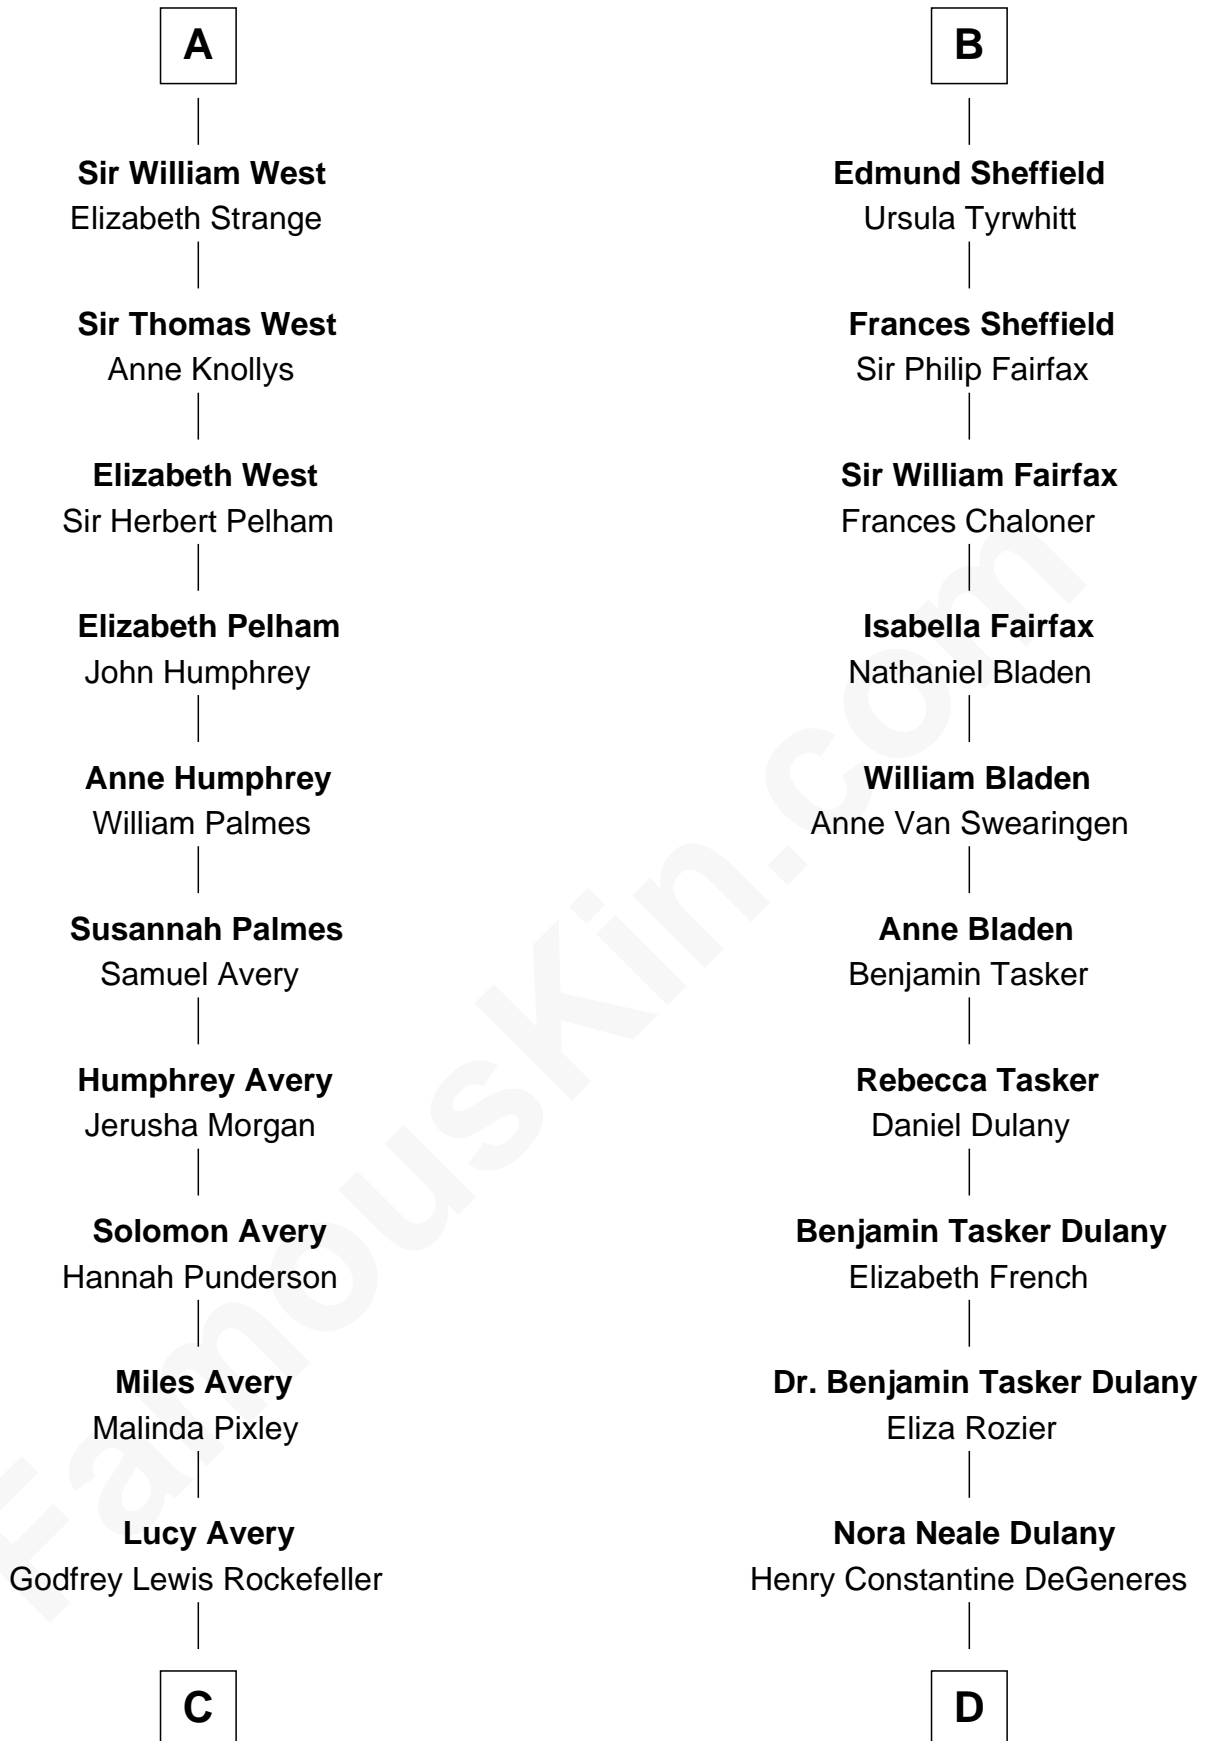 A
Sir William West
Elizabeth Strange
Sir Thomas West
Anne Knollys
Elizabeth West
Sir Herbert Pelham
Elizabeth Pelham
John Humphrey
Anne Humphrey
William Palmes
Susannah Palmes
Samuel Avery
Humphrey Avery
Jerusha Morgan
Solomon Avery
Hannah Punderson
Miles Avery
Malinda Pixley
Lucy Avery
Godfrey Lewis Rockefeller
C
B
Edmund Sheffield
Ursula Tyrwhitt
Frances Sheffield
Sir Philip Fairfax
Sir William Fairfax
Frances Chaloner
Isabella Fairfax
Nathaniel Bladen
William Bladen
Anne Van Swearingen
Anne Bladen
Benjamin Tasker
Rebecca Tasker
Daniel Dulany
Benjamin Tasker Dulany
Elizabeth French
Dr. Benjamin Tasker Dulany
Eliza Rozier
Nora Neale Dulany
Henry Constantine DeGeneres
D
FamousKin.com